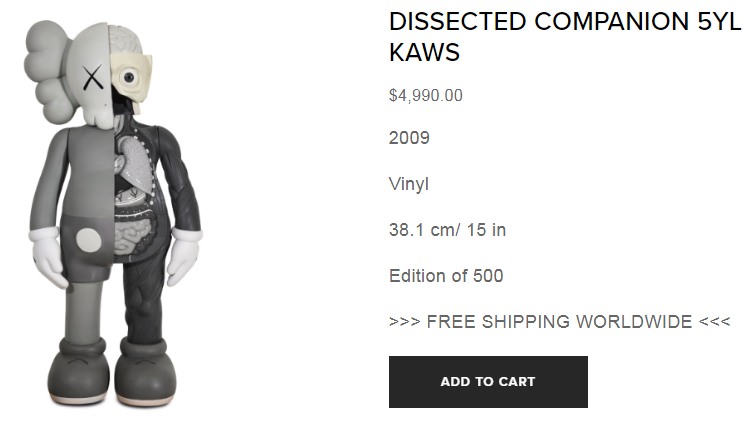 DISSECTED COMPANION 5YL
KAWS
$4,990.00
2009
Vinyl
38.1 cm/ 15 in
Edition of 500
>>> FREE SHIPPING WORLDWIDE <<<
ADD TO CART